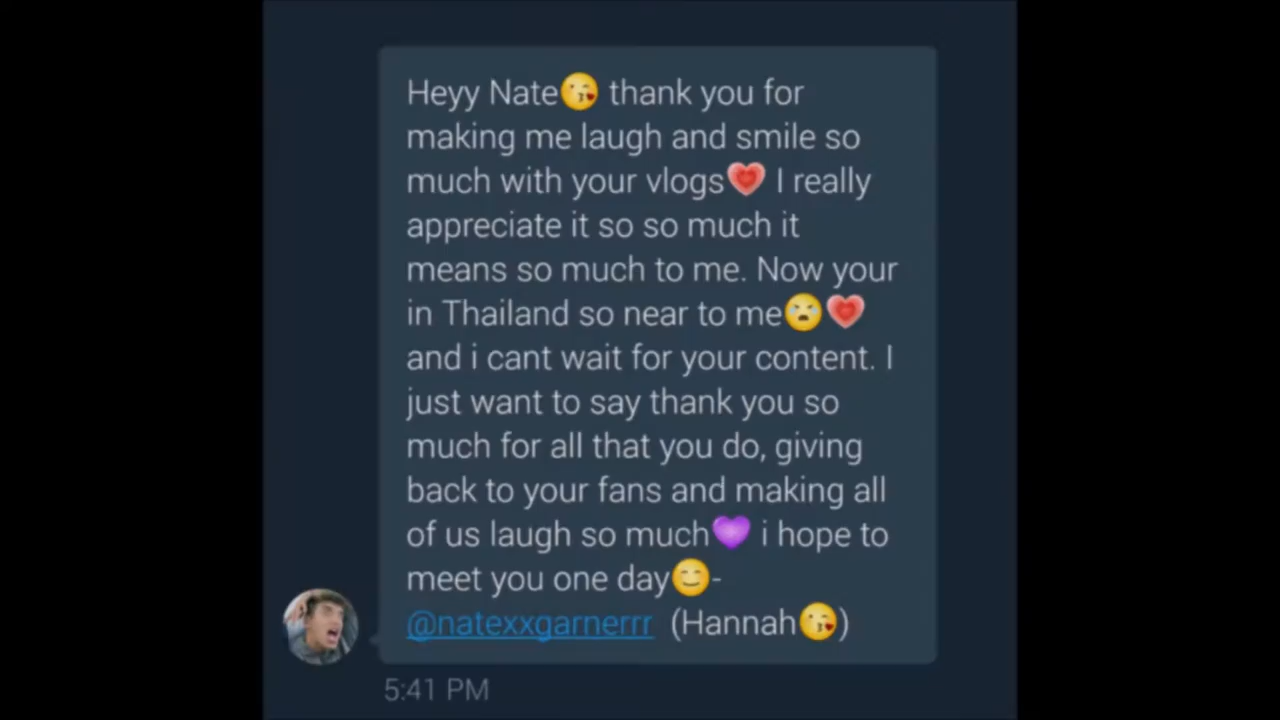 Heyy Nate😘 thank you for
making me laugh and smile so
much with your vlogs❤️ I really
appreciate it so so much it
means so much to me. Now your
in Thailand so near to me😭❤️
and i cant wait for your content. I
just want to say thank you so
much for all that you do, giving
back to your fans and making all
of us laugh so much💜 i hope to
meet you one day😊-
@natexxgarnerrr (Hannah😘)
5:41 PM